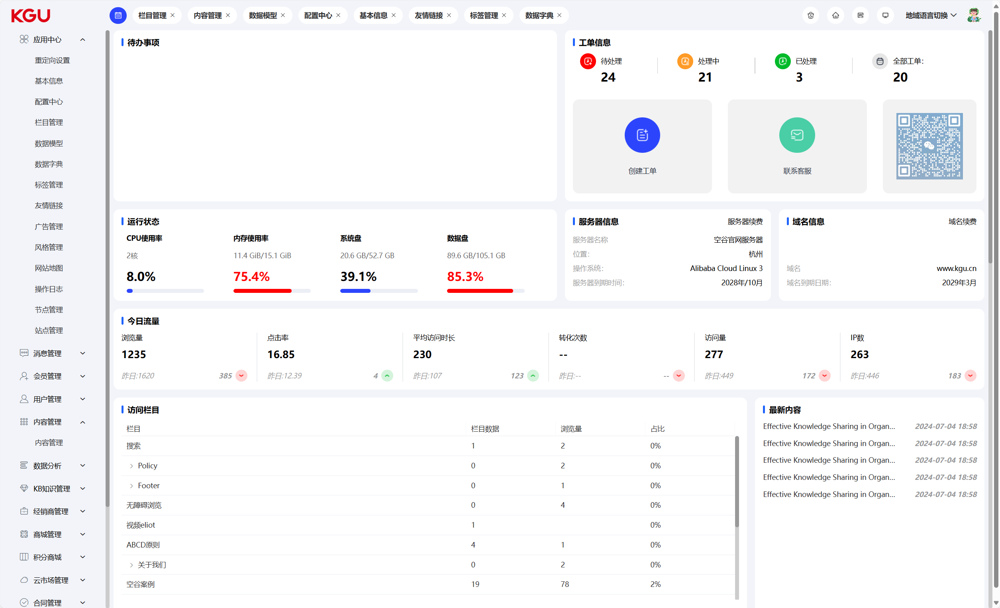 KGU
栏目管理
内容管理
数据模型
配置中心
基本信息
友情链接
标签管理
数据字典
地域语言切换
应用中心
重定向设置
基本信息
配置中心
栏目管理
数据模型
数据字典
标签管理
友情链接
广告管理
风格管理
网站地图
操作日志
节点管理
站点管理
消息管理
会员管理
用户管理
内容管理
内容管理
数据分析
KB知识管理
经销商管理
商城管理
积分商城
云市场管理
合同管理
待办事项
工单信息
待处理
24
处理中
21
已处理
3
全部工单:
20
创建工单
联系客服
运行状态
CPU使用率
2核
8.0%
内存使用率
11.4 GiB/15.1 GiB
75.4%
系统盘
20.6 GB/52.7 GB
39.1%
数据盘
89.6 GB/105.1 GB
85.3%
服务器信息
服务器续费
服务器名称 空谷官网服务器
位置: 杭州
操作系统: Alibaba Cloud Linux 3
服务器到期时间: 2028年/10月
域名信息
域名续费
域名 www.kgu.cn
域名到期日期: 2029年3月
今日流量
浏览量
1235
昨日:1620 385
点击率
16.85
昨日:12.39 4
平均访问时长
230
昨日:107 123
转化次数
--
昨日:-- --
访问量
277
昨日:449 172
IP数
263
昨日:446 183
访问栏目
栏目 栏目数据 浏览量 占比
搜索 1 2 0%
Policy 0 2 0%
Footer 0 1 0%
无障碍浏览 0 4 0%
视频eliot 1 0%
ABCD原则 4 1 0%
关于我们 0 2 0%
空谷案例 19 78 2%
最新内容
Effective Knowledge Sharing in Organ... 2024-07-04 18:58
Effective Knowledge Sharing in Organ... 2024-07-04 18:58
Effective Knowledge Sharing in Organ... 2024-07-04 18:58
Effective Knowledge Sharing in Organ... 2024-07-04 18:58
Effective Knowledge Sharing in Organ... 2024-07-04 18:58